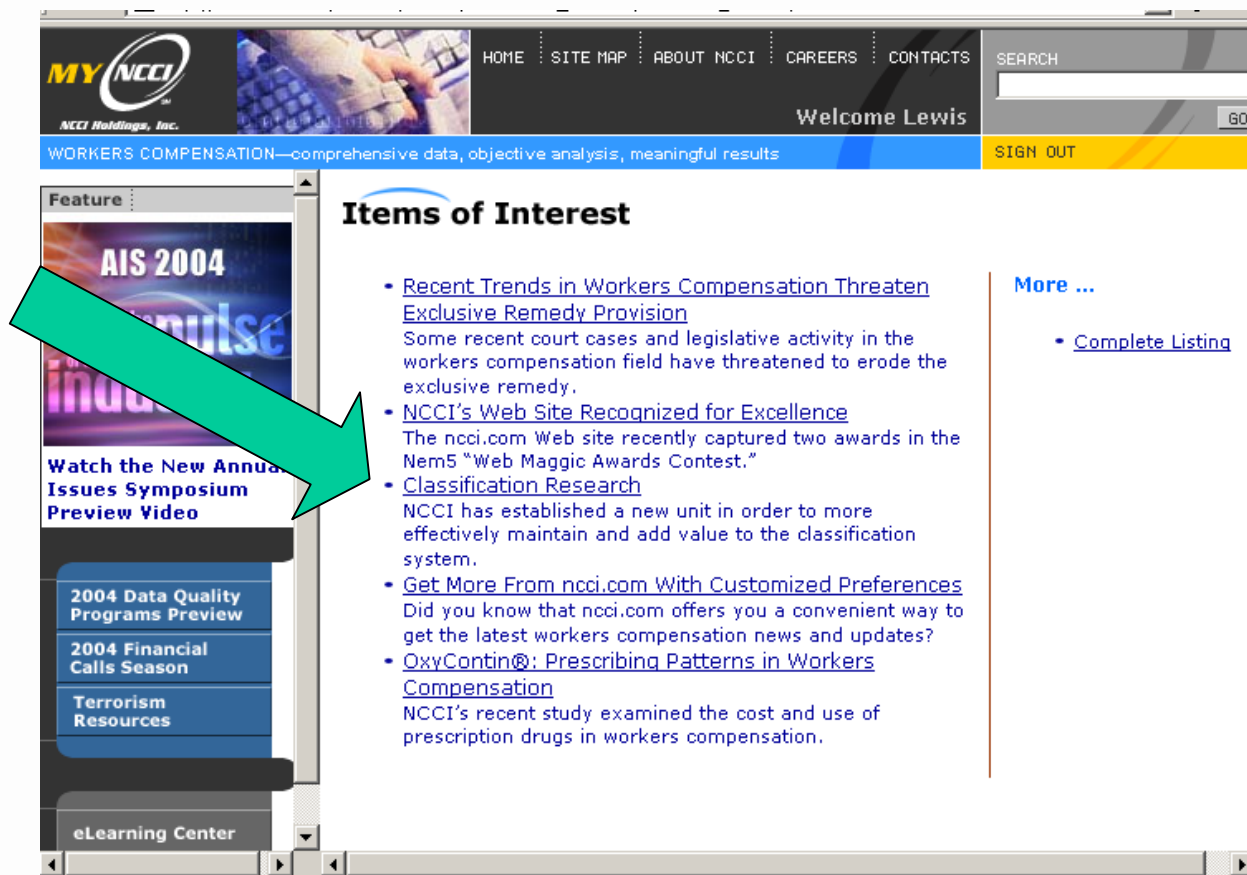 MY NCCI
SM
NCCI Holdings, Inc.
HOME
SITE MAP
ABOUT NCCI
CAREERS
CONTACTS
Welcome Lewis
SEARCH
GO
WORKERS COMPENSATION—comprehensive data, objective analysis, meaningful results
SIGN OUT
Feature
AIS 2004
Watch the New Annual
Issues Symposium
Preview Video
2004 Data Quality
Programs Preview
2004 Financial
Calls Season
Terrorism
Resources
eLearning Center
Items of Interest
• Recent Trends in Workers Compensation Threaten
Exclusive Remedy Provision
Some recent court cases and legislative activity in the
workers compensation field have threatened to erode the
exclusive remedy.
• NCCI's Web Site Recognized for Excellence
The ncci.com Web site recently captured two awards in the
Nem5 “Web Maggic Awards Contest.”
• Classification Research
NCCI has established a new unit in order to more
effectively maintain and add value to the classification
system.
• Get More From ncci.com With Customized Preferences
Did you know that ncci.com offers you a convenient way to
get the latest workers compensation news and updates?
• OxyContin®: Prescribing Patterns in Workers
Compensation
NCCI's recent study examined the cost and use of
prescription drugs in workers compensation.
More ...
• Complete Listing